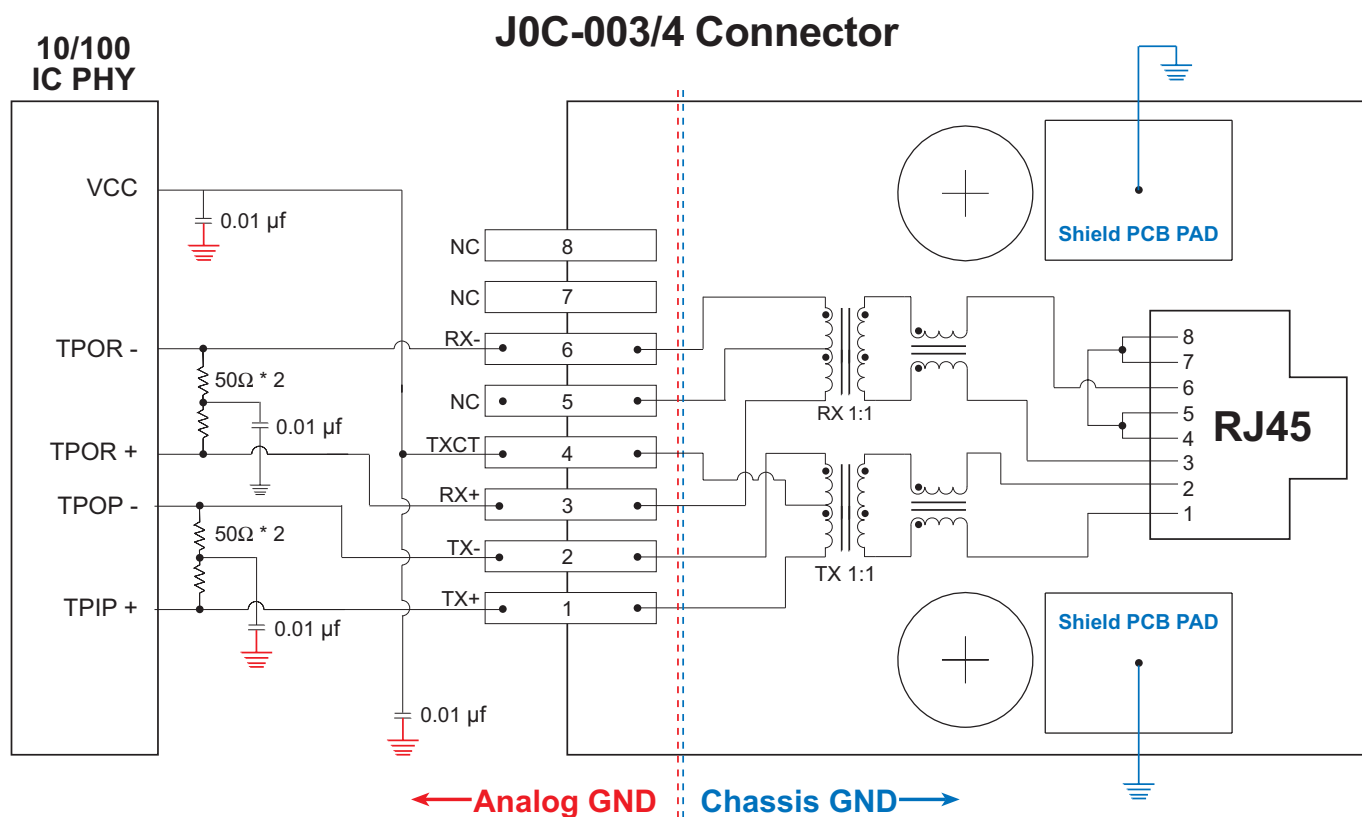 J0C-003/4 Connector
10/100
IC PHY
VCC
0.01 µf
Shield PCB PAD
NC
8
NC
7
TPOR -
RX-
6
50Ω * 2
NC
5
0.01 µf
TPOR +
TXCT
4
TPOP -
RX+
3
50Ω * 2
TX-
2
TPIP +
TX+
1
0.01 µf
0.01 µf
RX 1:1
TX 1:1
8
7
6
5
4
3
2
1
RJ45
Shield PCB PAD
Analog GND
Chassis GND